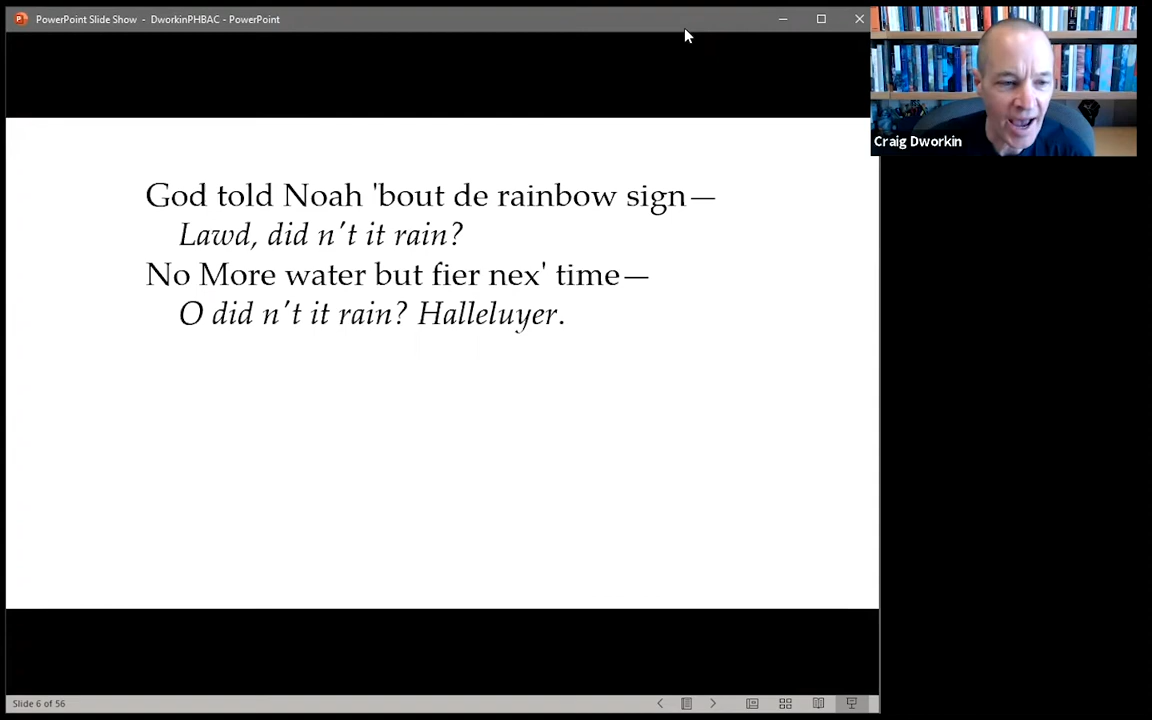 PowerPoint Slide Show - DworkinPHBAC - PowerPoint
Craig Dworkin
God told Noah 'bout de rainbow sign—
Lawd, did n't it rain?
No More water but fier nex' time—
O did n't it rain? Halleluyer.
Slide 6 of 56